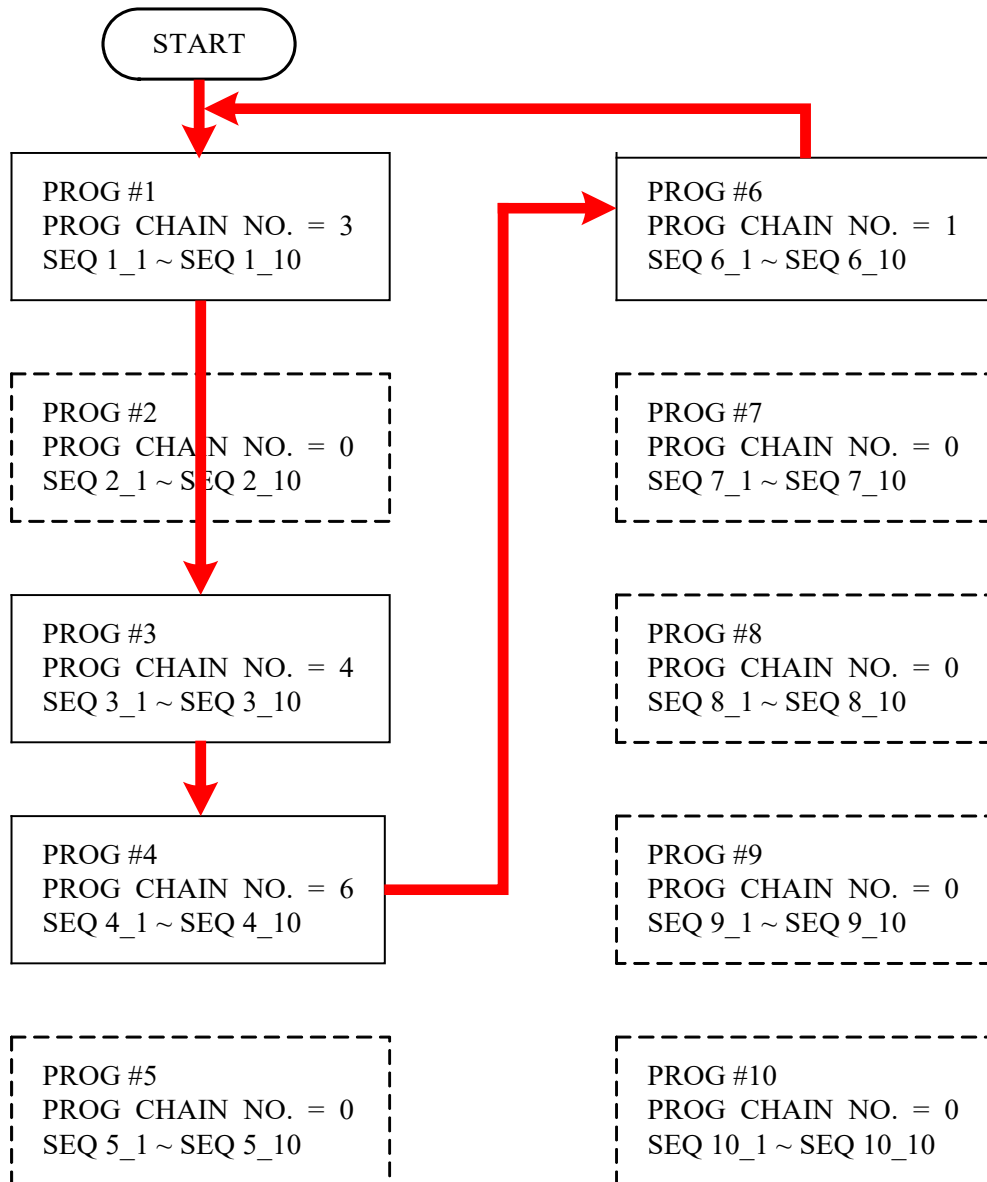 START
PROG #1
PROG CHAIN NO. = 3
SEQ 1_1 ~ SEQ 1_10
PROG #2
PROG CHAIN NO. = 0
SEQ 2_1 ~ SEQ 2_10
PROG #3
PROG CHAIN NO. = 4
SEQ 3_1 ~ SEQ 3_10
PROG #4
PROG CHAIN NO. = 6
SEQ 4_1 ~ SEQ 4_10
PROG #5
PROG CHAIN NO. = 0
SEQ 5_1 ~ SEQ 5_10
PROG #6
PROG CHAIN NO. = 1
SEQ 6_1 ~ SEQ 6_10
PROG #7
PROG CHAIN NO. = 0
SEQ 7_1 ~ SEQ 7_10
PROG #8
PROG CHAIN NO. = 0
SEQ 8_1 ~ SEQ 8_10
PROG #9
PROG CHAIN NO. = 0
SEQ 9_1 ~ SEQ 9_10
PROG #10
PROG CHAIN NO. = 0
SEQ 10_1 ~ SEQ 10_10